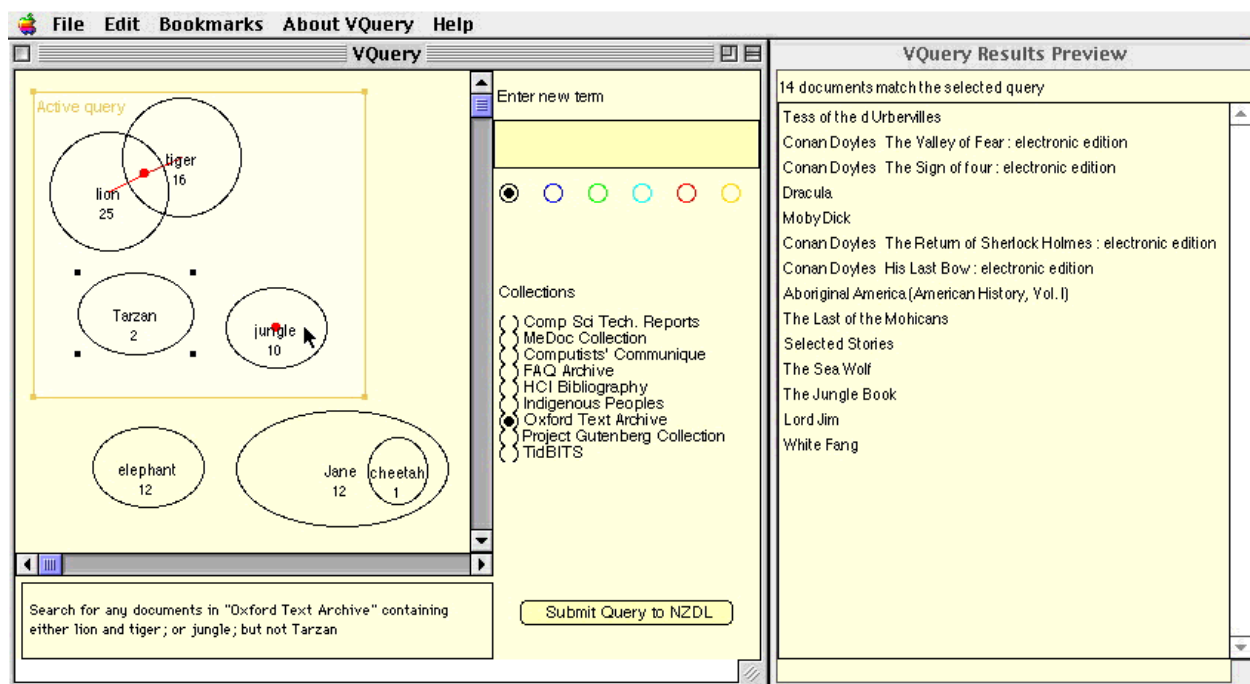 File Edit Bookmarks About VQuery Help
VQuery
Active query
tiger
16
lion
25
Tarzan
2
jungle
10
elephant
12
Jane
12
cheetah
1
Search for any documents in "Oxford Text Archive" containing
either lion and tiger; or jungle; but not Tarzan
Enter new term
Collections
Comp Sci Tech. Reports
MeDoc Collection
Computists' Communique
FAQ Archive
HCI Bibliography
Indigenous Peoples
Oxford Text Archive
Project Gutenberg Collection
TidBITS
Submit Query to NZDL
VQuery Results Preview
14 documents match the selected query
Tess of the d Urbervilles
Conan Doyles The Valley of Fear : electronic edition
Conan Doyles The Sign of four : electronic edition
Dracula
Moby Dick
Conan Doyles The Return of Sherlock Holmes : electronic edition
Conan Doyles His Last Bow : electronic edition
Aboriginal America (American History, Vol. I)
The Last of the Mohicans
Selected Stories
The Sea Wolf
The Jungle Book
Lord Jim
White Fang